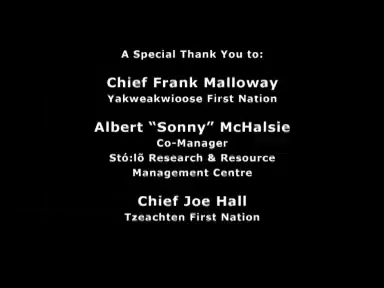 A Special Thank You to:
Chief Frank Malloway
Yakweakwioose First Nation
Albert “Sonny” McHalsie
Co-Manager
Stó:lõ Research & Resource
Management Centre
Chief Joe Hall
Tzeachten First Nation